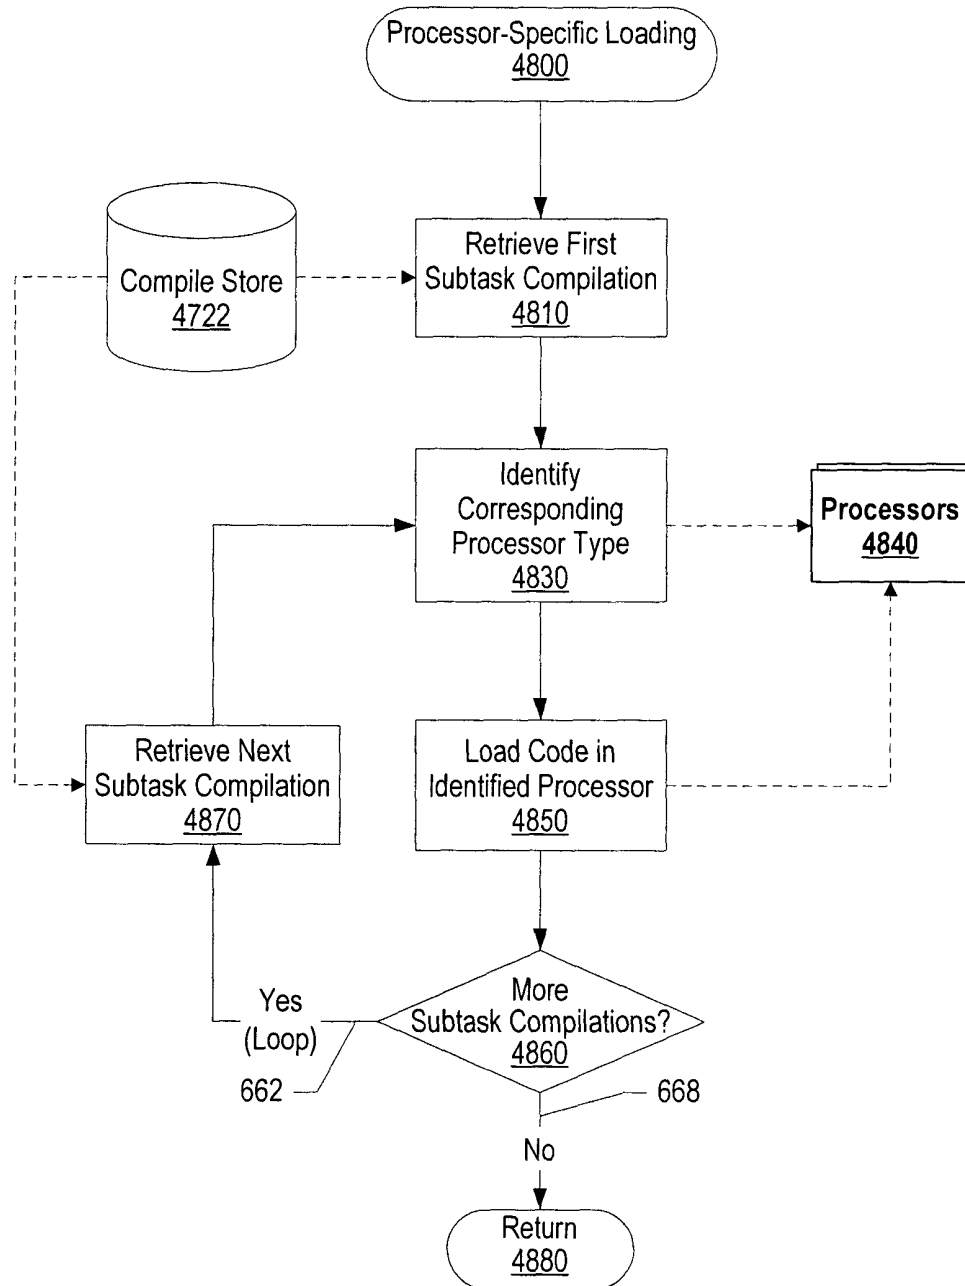 Processor-Specific Loading
4800
Retrieve First
Subtask Compilation
4810
Compile Store
4722
Identify
Corresponding
Processor Type
4830
Processors
4840
Retrieve Next
Subtask Compilation
4870
Load Code in
Identified Processor
4850
More
Subtask Compilations?
4860
Yes
(Loop)
662
668
No
Return
4880